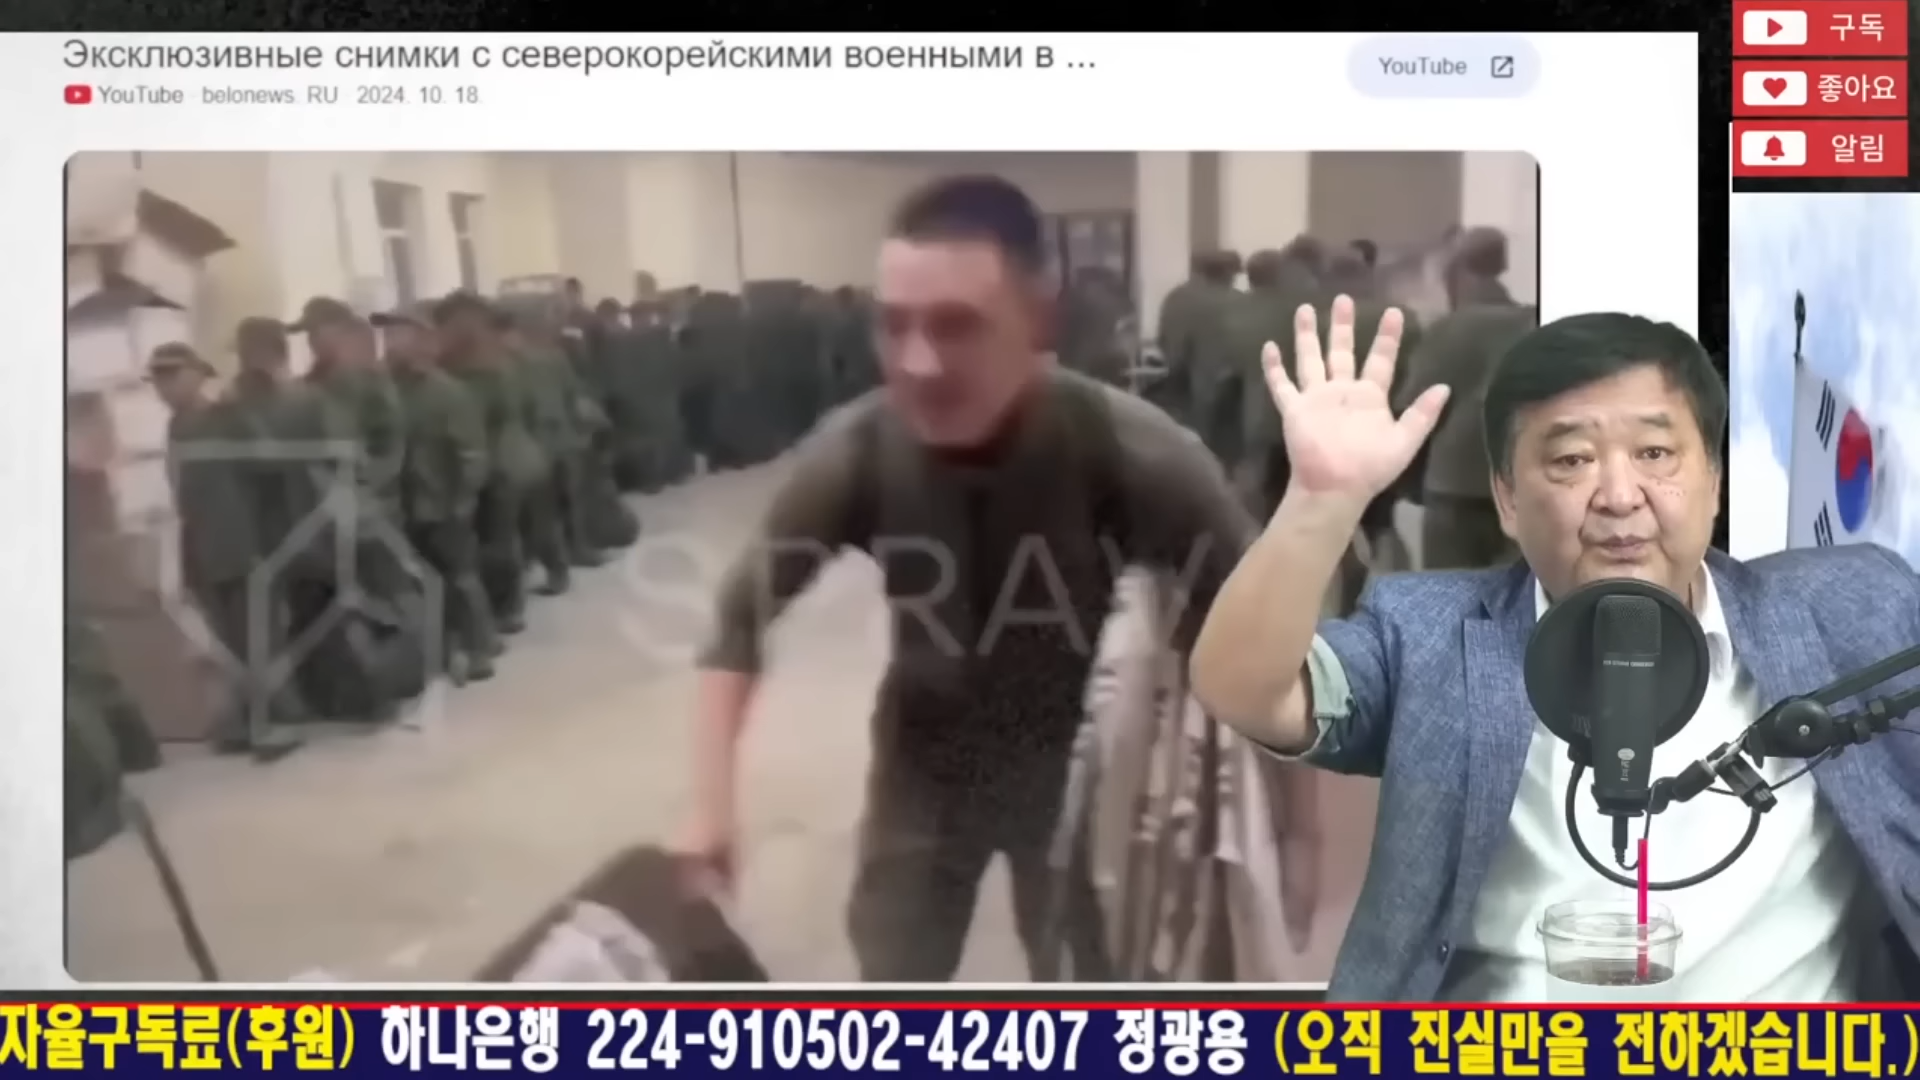 Эксклюзивные снимки с северокорейскими военными в ...
YouTube · belonews. RU · 2024. 10. 18.
YouTube
구독
좋아요
알림
SPRAV
자율구독료(후원) 하나은행 224-910502-42407 정광용 (오직 진실만을 전하겠습니다.)